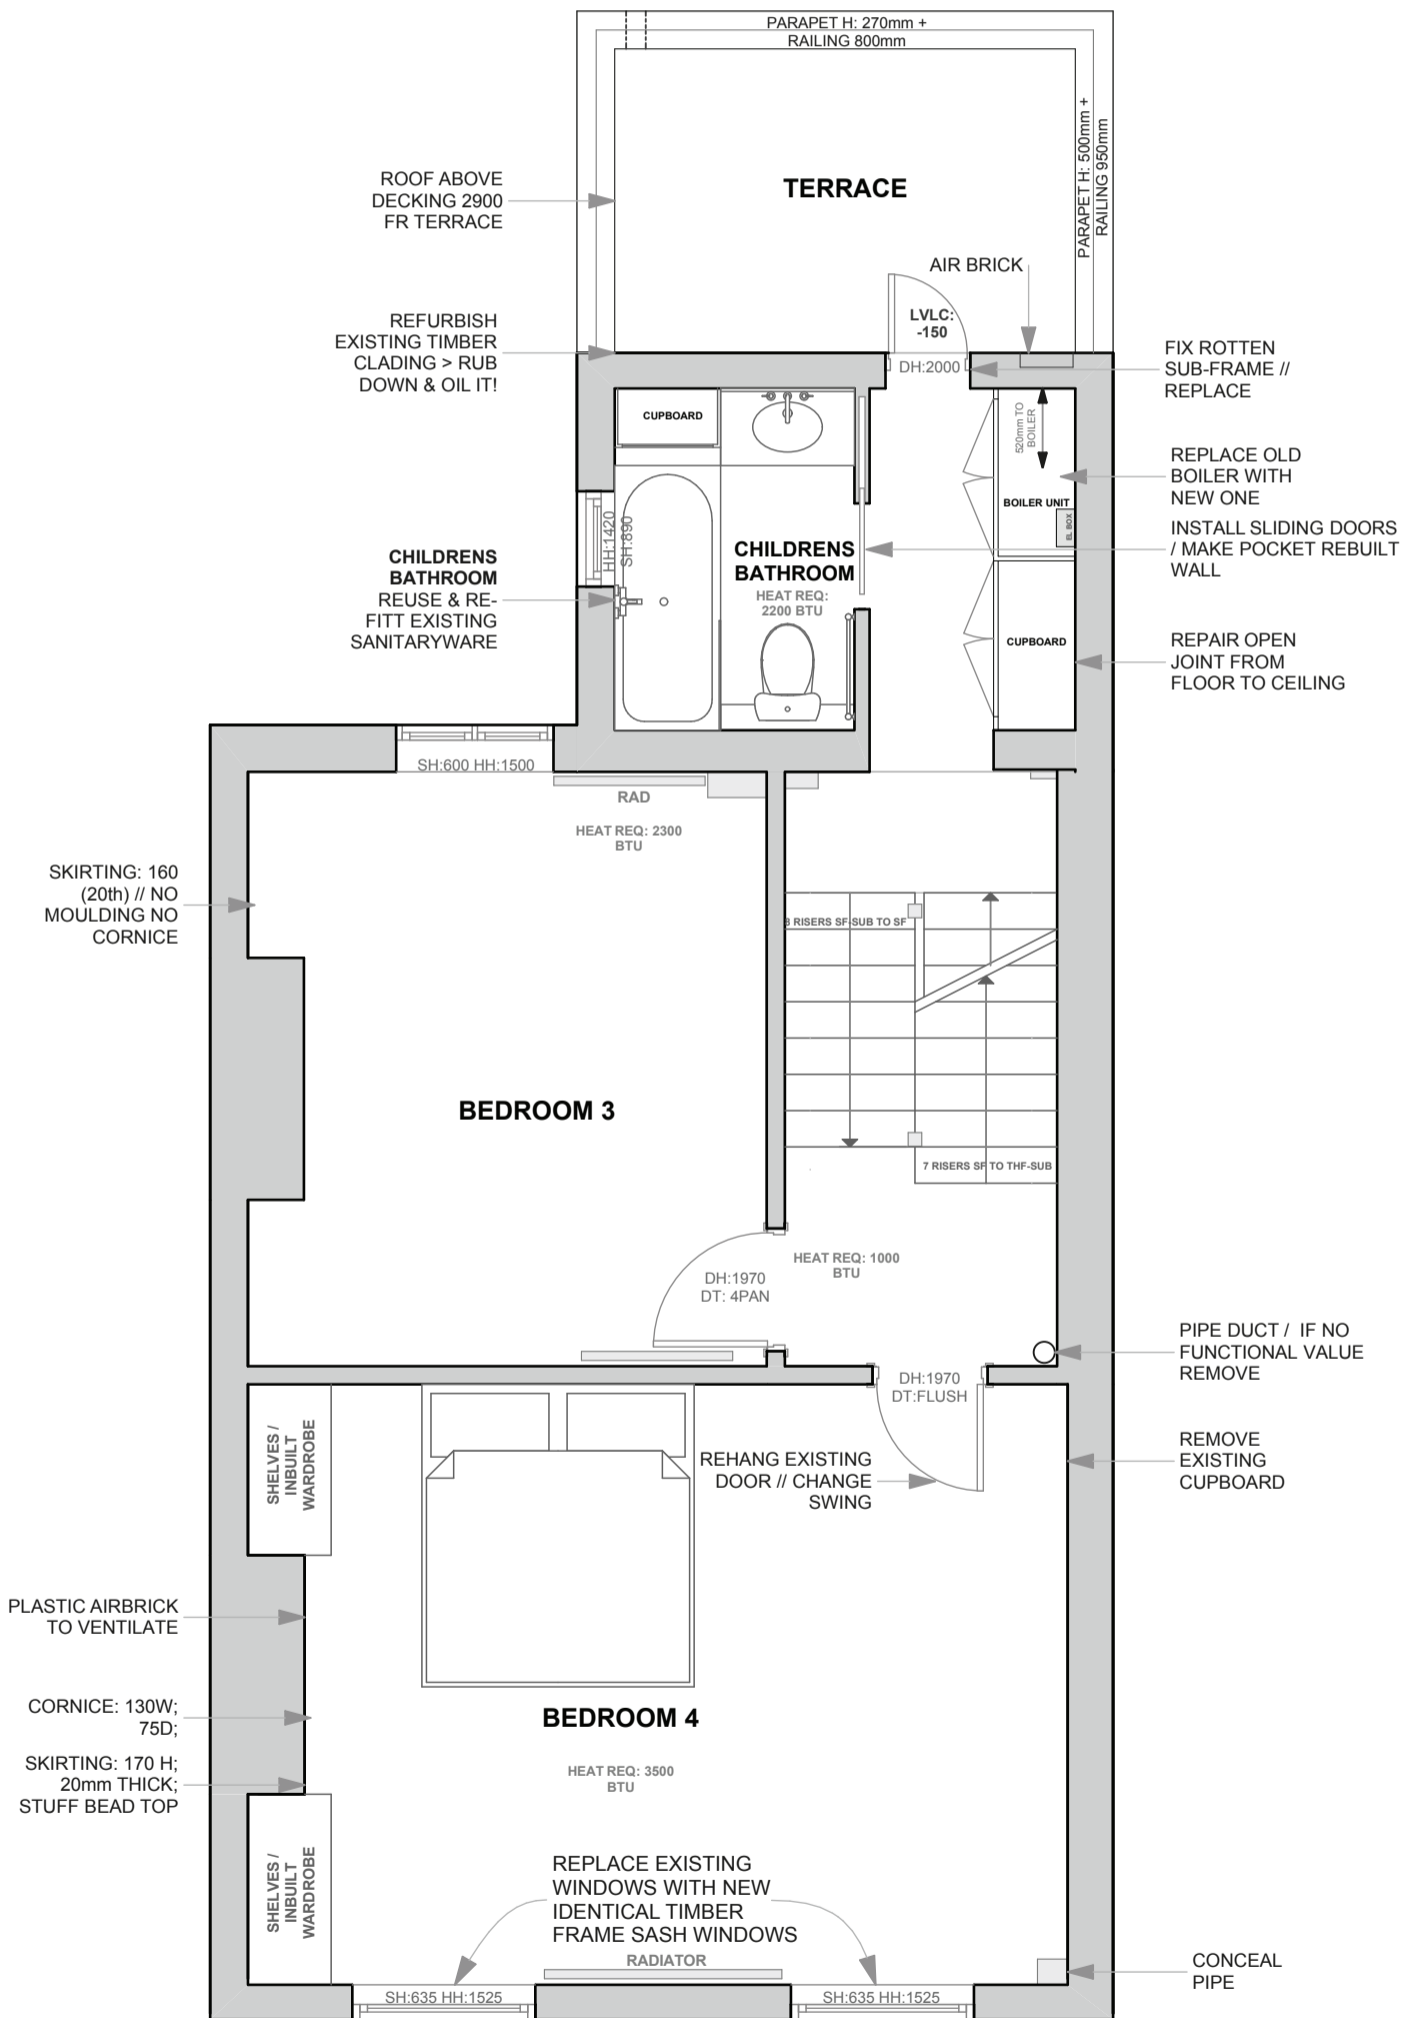 PARAPET H: 270mm +
RAILING 800mm
PARAPET H: 500mm +
RAILING 950mm
ROOF ABOVE
DECKING 2900
FR TERRACE
TERRACE
AIR BRICK
LVLC:
-150
REFURBISH
EXISTING TIMBER
CLADING > RUB
DOWN & OIL IT!
DH:2000
FIX ROTTEN
SUB-FRAME //
REPLACE
CUPBOARD
520mm TO
BOILER
REPLACE OLD
BOILER WITH
NEW ONE
BOILER UNIT
EL BOX
INSTALL SLIDING DOORS
/ MAKE POCKET REBUILT
WALL
HH:1420
SH:890
CHILDRENS
BATHROOM
REUSE & RE-
FITT EXISTING
SANITARYWARE
CHILDRENS
BATHROOM
HEAT REQ:
2200 BTU
CUPBOARD
REPAIR OPEN
JOINT FROM
FLOOR TO CEILING
SH:600 HH:1500
RAD
HEAT REQ: 2300
BTU
SKIRTING: 160
(20th) // NO
MOULDING NO
CORNICE
8 RISERS SF-SUB TO SF
BEDROOM 3
7 RISERS SF TO THF-SUB
HEAT REQ: 1000
BTU
DH:1970
DT: 4PAN
PIPE DUCT / IF NO
FUNCTIONAL VALUE
REMOVE
DH:1970
DT:FLUSH
SHELVES /
INBUILT
WARDROBE
REHANG EXISTING
DOOR // CHANGE
SWING
REMOVE
EXISTING
CUPBOARD
PLASTIC AIRBRICK
TO VENTILATE
CORNICE: 130W;
75D;
BEDROOM 4
SKIRTING: 170 H;
20mm THICK;
STUFF BEAD TOP
HEAT REQ: 3500
BTU
SHELVES /
INBUILT
WARDROBE
REPLACE EXISTING
WINDOWS WITH NEW
IDENTICAL TIMBER
FRAME SASH WINDOWS
RADIATOR
CONCEAL
PIPE
SH:635 HH:1525
SH:635 HH:1525